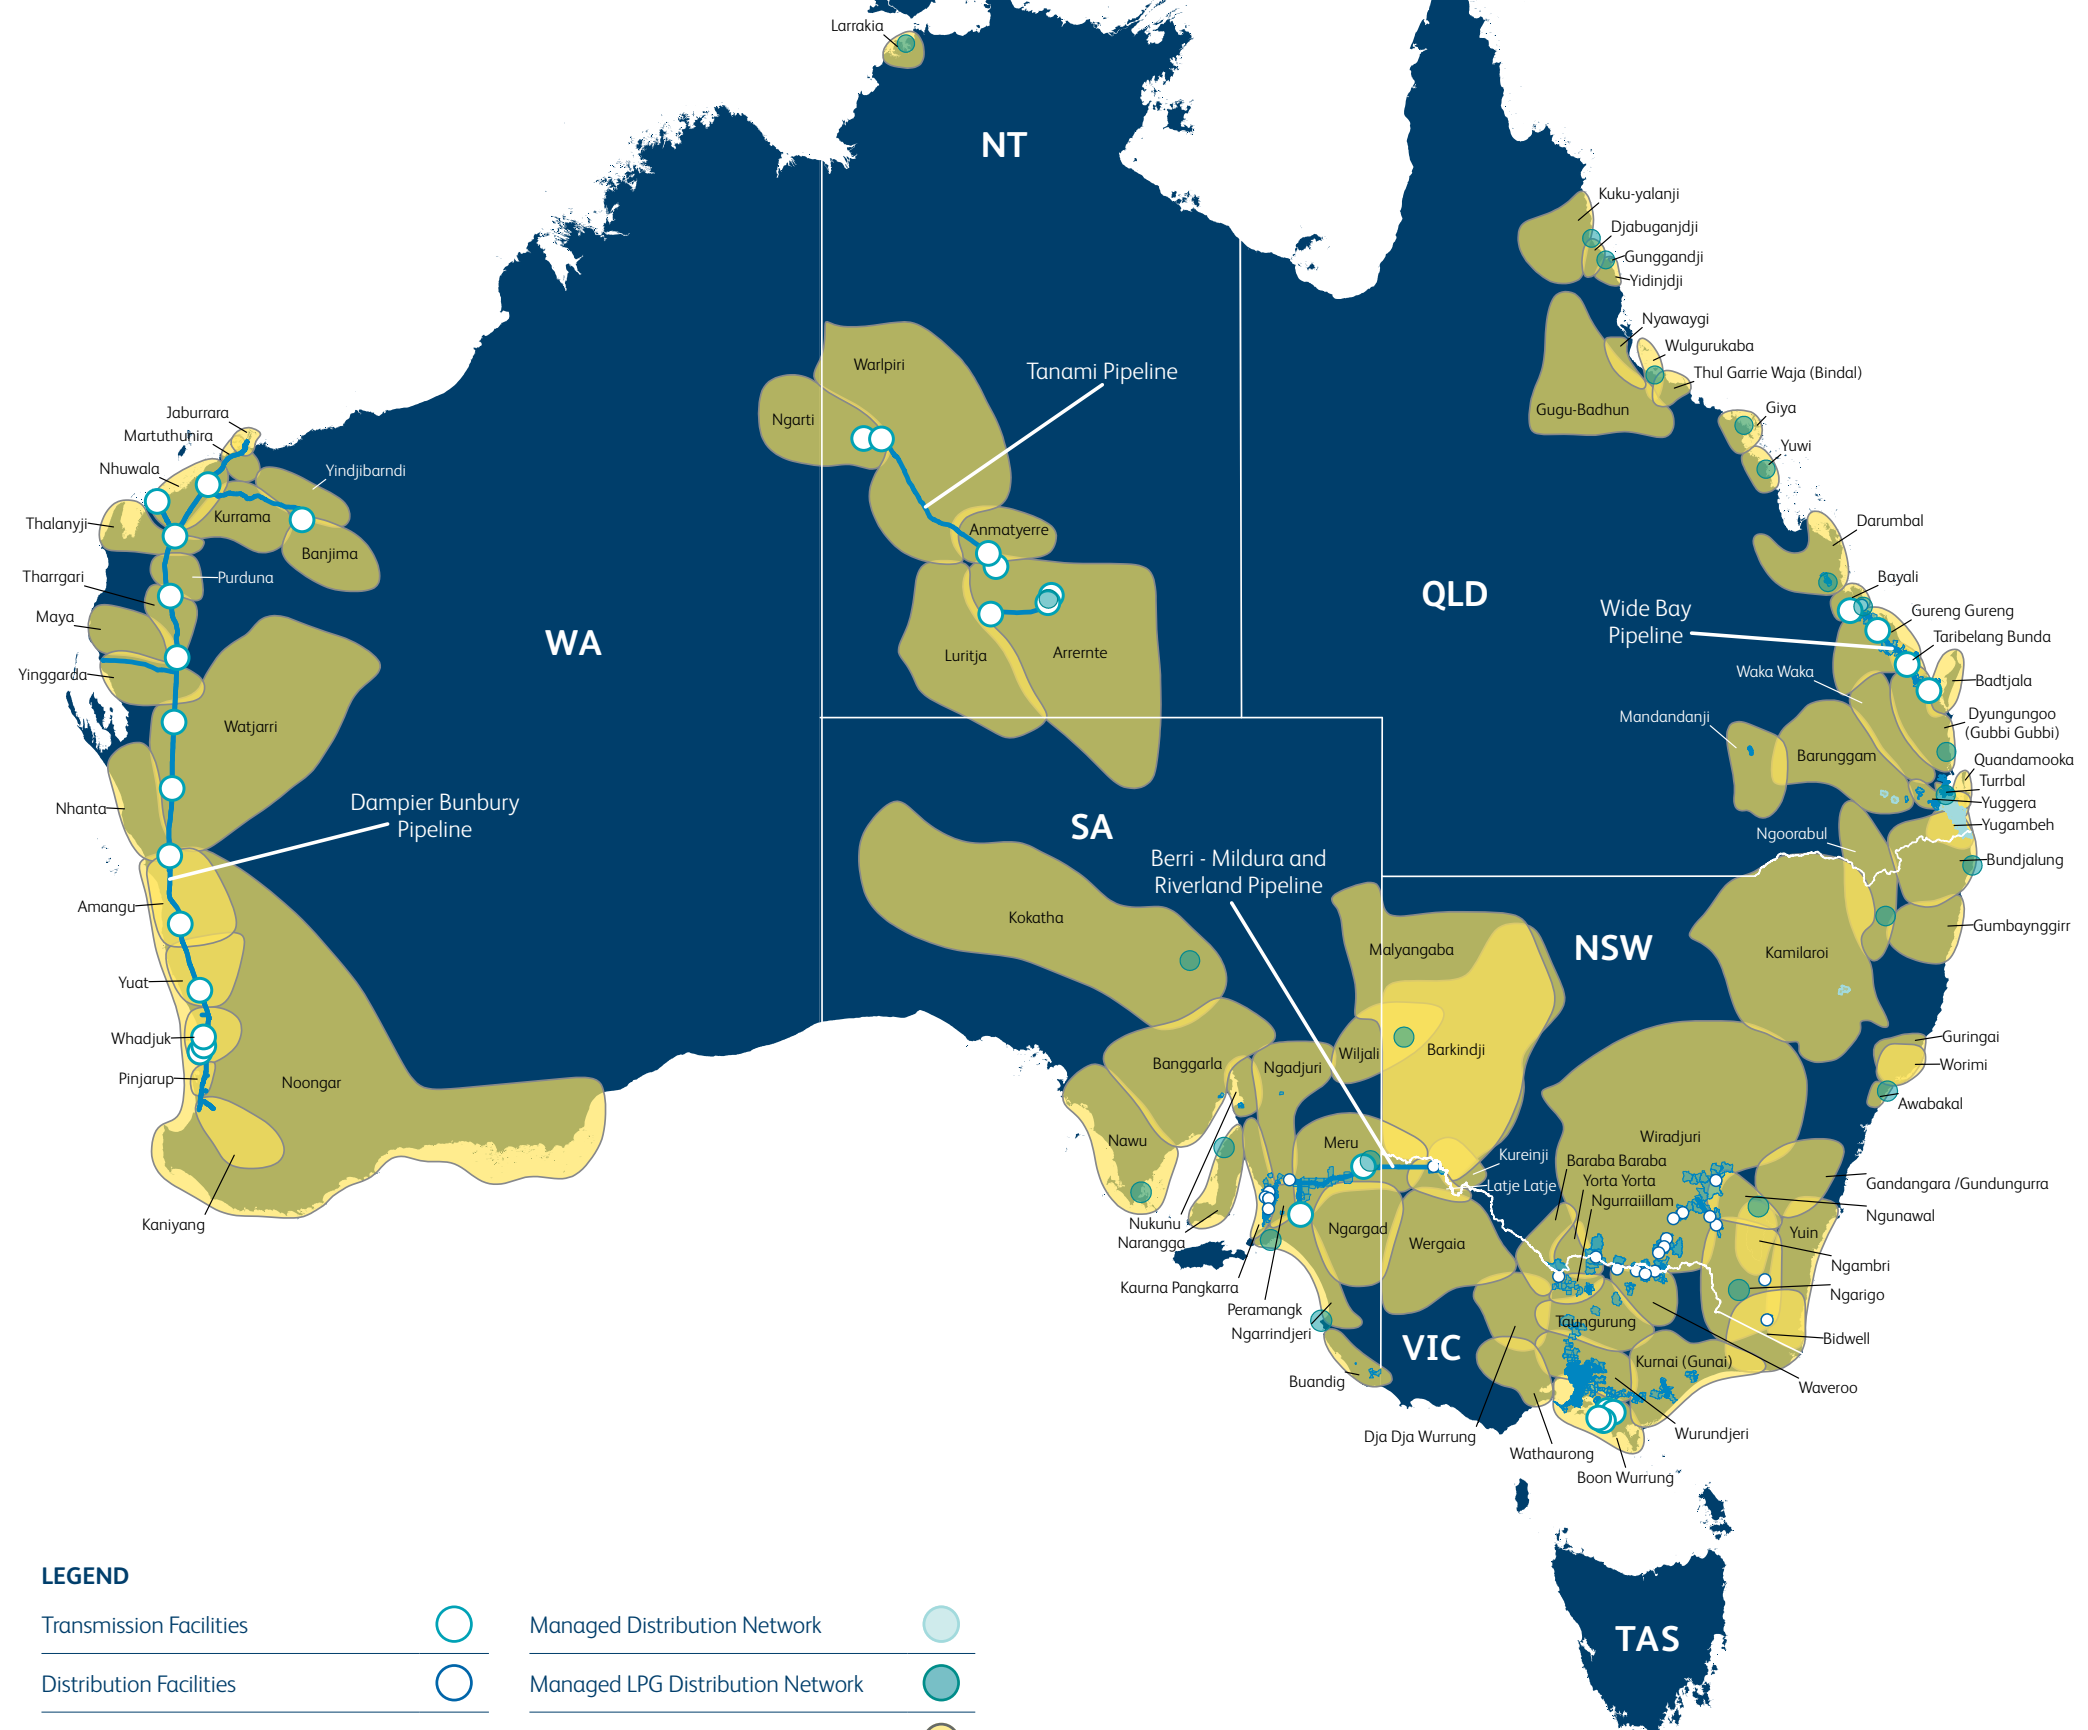 Larrakia
NT
Kuku-yalanji
Djabuganjdji
Gunggandji
Yidinjdji
Nyawaygi
Wulgurukaba
Thul Garrie Waja (Bindal)
Gugu-Badhun
Giya
Yuwi
Warlpiri
Tanami Pipeline
Ngarti
Jaburrara
Martuthunira
Nhuwala
Yindjibarndi
Thalanyji
Kurrama
Banjima
Anmatyerre
Darumbal
Tharrgari
Purduna
Bayali
QLD
Wide Bay
Pipeline
Gureng Gureng
Taribelang Bunda
Maya
WA
Luritja
Arrernte
Waka Waka
Badtjala
Yinggarda
Watjarri
Mandandanji
Dyungungoo
(Gubbi Gubbi)
Barunggam
Quandamooka
Turrbal
Yuggera
Yugambeh
Nhanta
Dampier Bunbury
Pipeline
SA
Ngoorabul
Bundjalung
Berri - Mildura and
Riverland Pipeline
Amangu
Kokatha
Malyangaba
NSW
Kamilaroi
Gumbaynggirr
Yuat
Whadjuk
Pinjarup
Noongar
Banggarla
Ngadjuri
Wiljali
Barkindji
Guringai
Worimi
Awabakal
Nawu
Meru
Wiradjuri
Kureinji
Latje Latje
Baraba Baraba
Yorta Yorta
Ngurraiillam
Gandangara /Gundungurra
Ngunawal
Kaniyang
Nukunu
Narangga
Ngargad
Wergaia
Yuin
Ngambri
Ngarigo
Kaurna Pangkarra
Peramangk
Ngarrindjeri
VIC
Taungurung
Bidwell
Buandig
Kurnai (Gunai)
Waveroo
Dja Dja Wurrung
Wathaurong
Wurundjeri
Boon Wurrung
TAS
LEGEND
Transmission Facilities
Managed Distribution Network
Distribution Facilities
Managed LPG Distribution Network